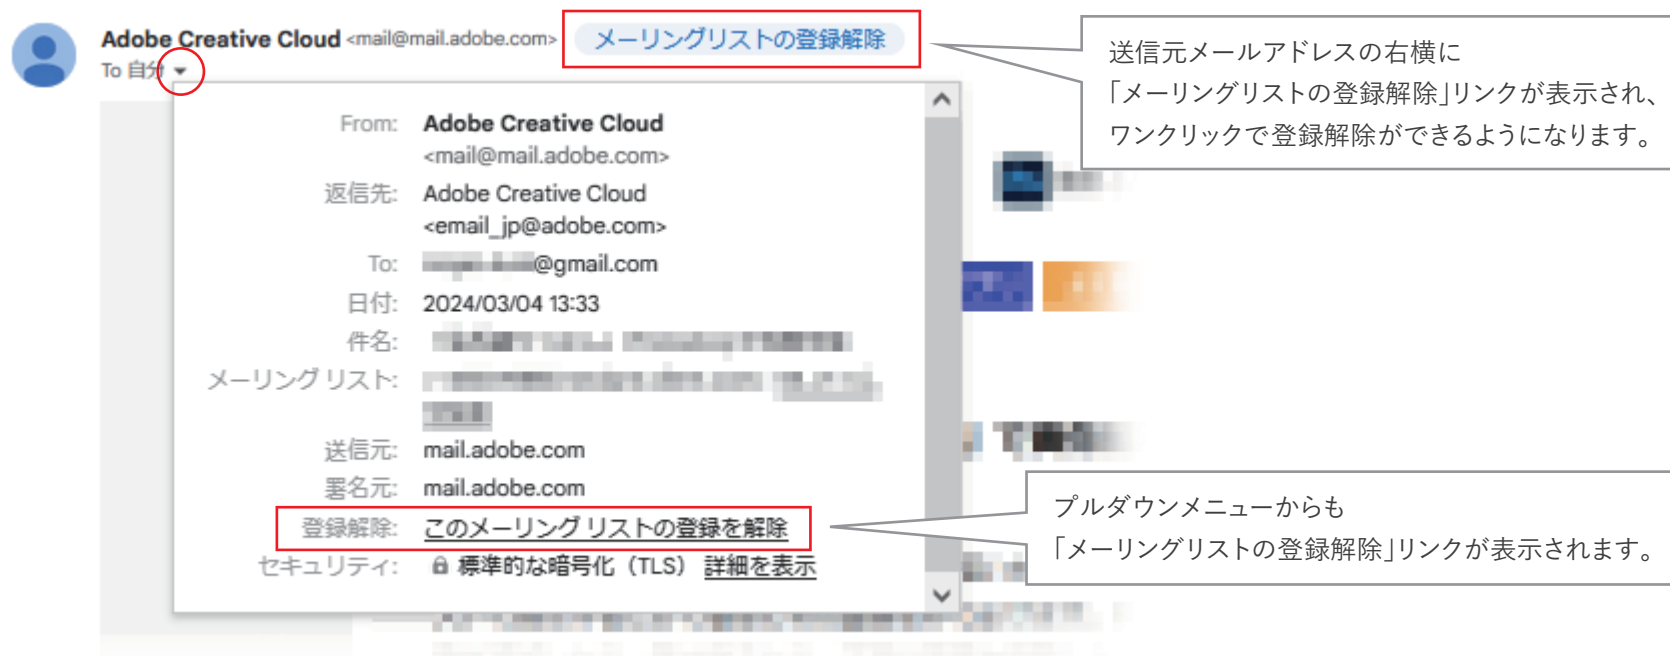 Adobe Creative Cloud <mail@mail.adobe.com> メーリングリストの登録解除
To 自分
送信元メールアドレスの右横に
「メーリングリストの登録解除」リンクが表示され、
ワンクリックで登録解除ができるようになります。
From: Adobe Creative Cloud
<mail@mail.adobe.com>
返信先: Adobe Creative Cloud
<email_jp@adobe.com>
To: @gmail.com
日付: 2024/03/04 13:33
件名:
メーリング リスト:
送信元: mail.adobe.com
署名元: mail.adobe.com
登録解除: このメーリング リストの登録を解除
セキュリティ: 標準的な暗号化（TLS） 詳細を表示
プルダウンメニューからも
「メーリングリストの登録解除」リンクが表示されます。